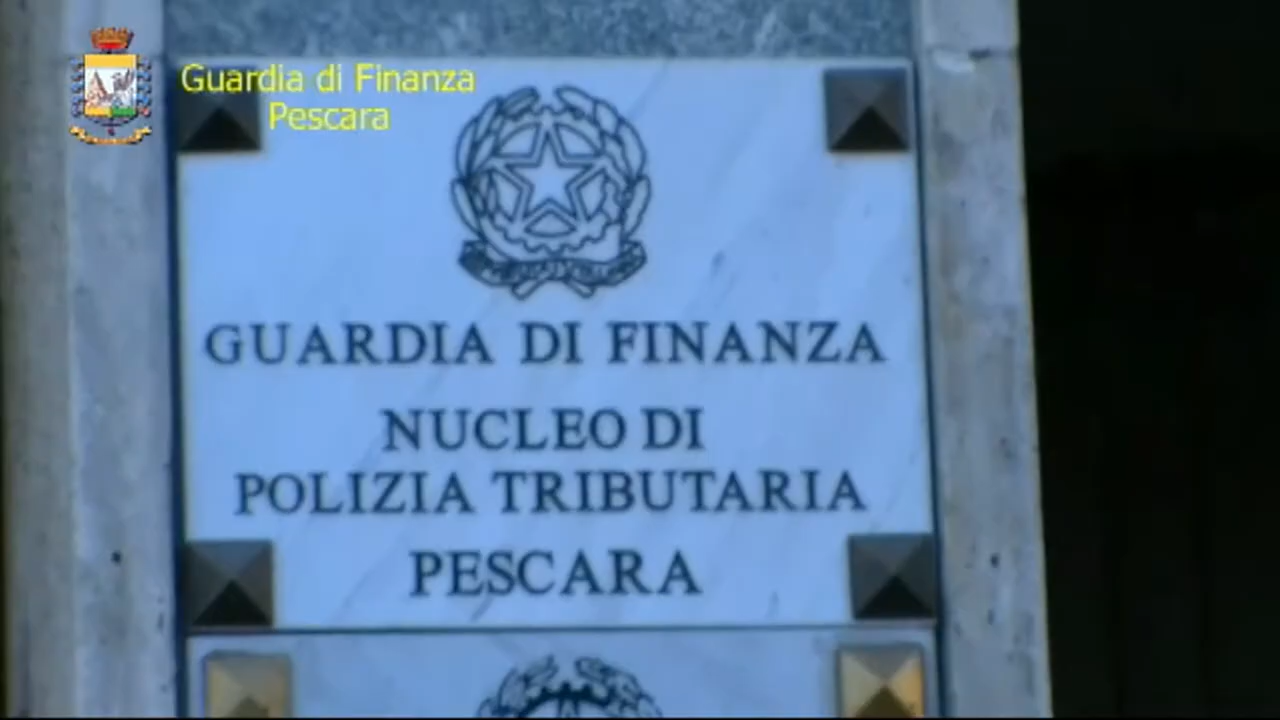 Guardia di Finanza
Pescara
GUARDIA DI FINANZA
NUCLEO DI
POLIZIA TRIBUTARIA
PESCARA